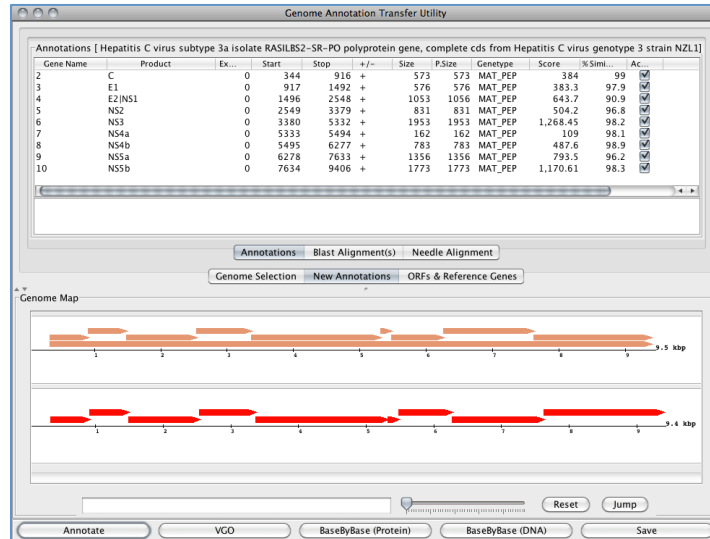 Genome Annotation Transfer Utility
Annotations [ Hepatitis C virus subtype 3a isolate RASILBS2-SR-PO polyprotein gene, complete cds from Hepatitis C virus genotype 3 strain NZL1]
Gene Name Product Ex... Start Stop +/- Size P.Size Genetype Score % Simi... Ac...
2 C 0 344 916 + 573 573 MAT_PEP 384 99
3 E1 0 917 1492 + 576 576 MAT_PEP 383.3 97.9
4 E2|NS1 0 1496 2548 + 1053 1056 MAT_PEP 643.7 90.9
5 NS2 0 2549 3379 + 831 831 MAT_PEP 504.2 96.8
6 NS3 0 3380 5332 + 1953 1953 MAT_PEP 1,268.45 98.2
7 NS4a 0 5333 5494 + 162 162 MAT_PEP 109 98.1
8 NS4b 0 5495 6277 + 783 783 MAT_PEP 487.6 98.9
9 NS5a 0 6278 7633 + 1356 1356 MAT_PEP 793.5 96.2
10 NS5b 0 7634 9406 + 1773 1773 MAT_PEP 1,170.61 98.3
Annotations Blast Alignment(s) Needle Alignment
Genome Selection New Annotations ORFs & Reference Genes
Genome Map
9.5 kbp
1 2 3 4 5 6 7 8 9
9.4 kbp
1 2 3 4 5 6 7 8 9
Reset Jump
Annotate VGO BaseByBase (Protein) BaseByBase (DNA) Save